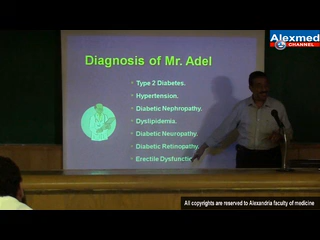 Alexmed
CHANNEL
Diagnosis of Mr. Adel
Type 2 Diabetes.
Hypertension.
Diabetic Nephropathy.
Dyslipidemia.
Diabetic Neuropathy.
Diabetic Retinopathy.
Erectile Dysfunction
All copyrights are reserved to Alexandria faculty of medicine